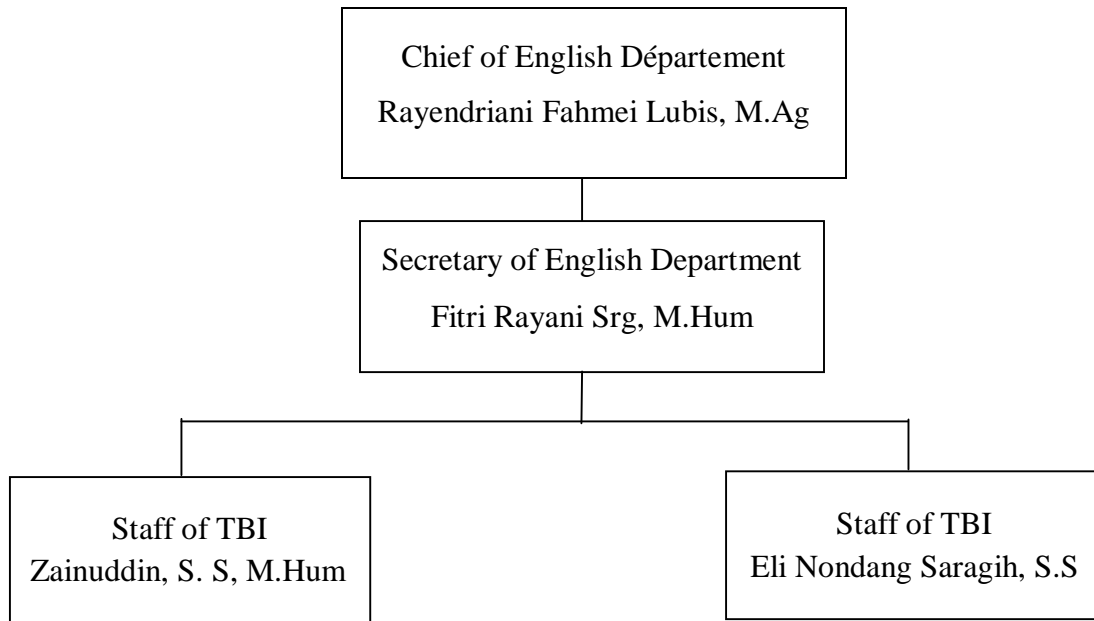 Chief of English Département
Rayendriani Fahmei Lubis, M.Ag
Secretary of English Department
Fitri Rayani Srg, M.Hum
Staff of TBI
Zainuddin, S. S, M.Hum
Staff of TBI
Eli Nondang Saragih, S.S